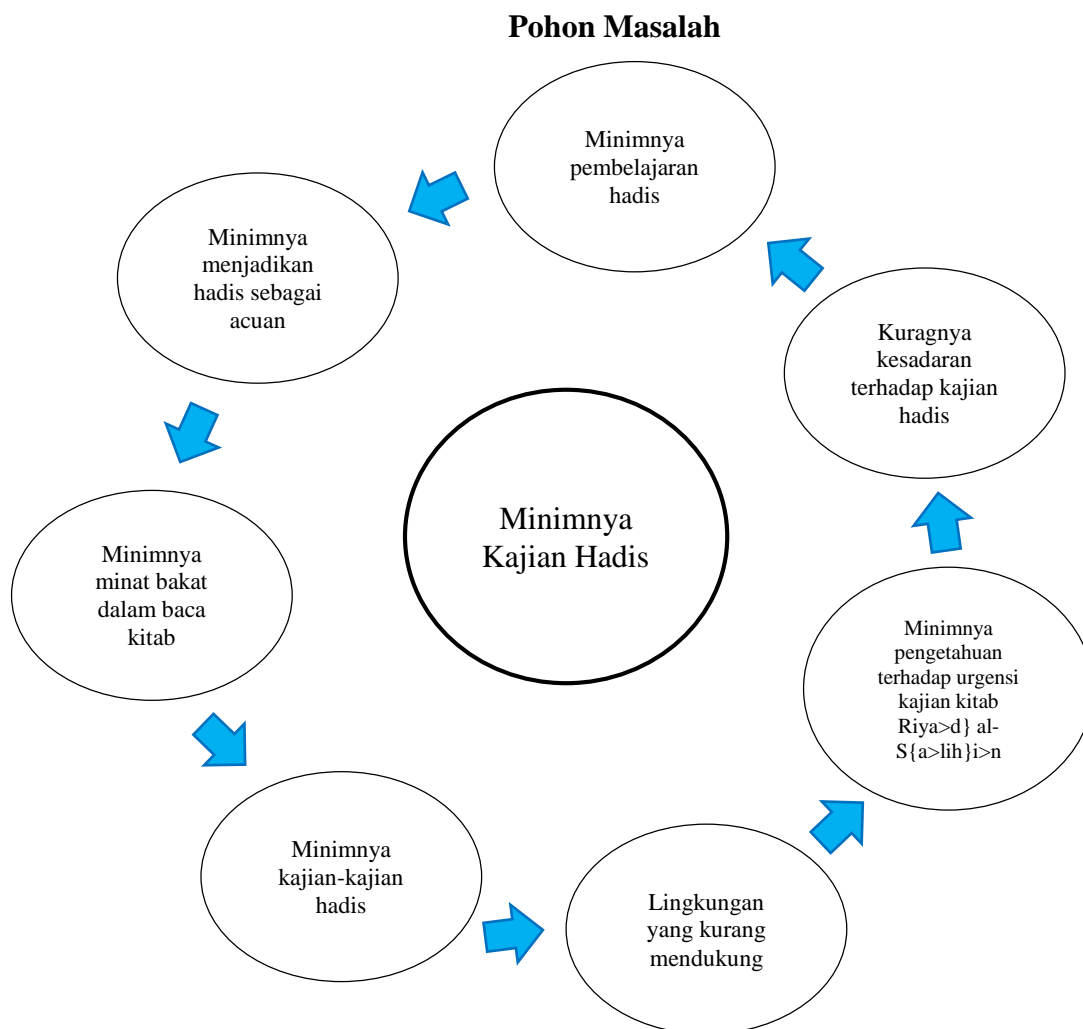 Pohon Masalah
Minimnya
pembelajaran
hadis
Minimnya
menjadikan
hadis sebagai
acuan
Minimnya
minat bakat
dalam baca
kitab
Minimnya
kajian-kajian
hadis
Lingkungan
yang kurang
mendukung
Minimnya
pengetahuan
terhadap urgensi
kajian kitab
Riya>d} al-
S{a>lih}i>n
Kuragnya
kesadaran
terhadap kajian
hadis
Minimnya
Kajian Hadis